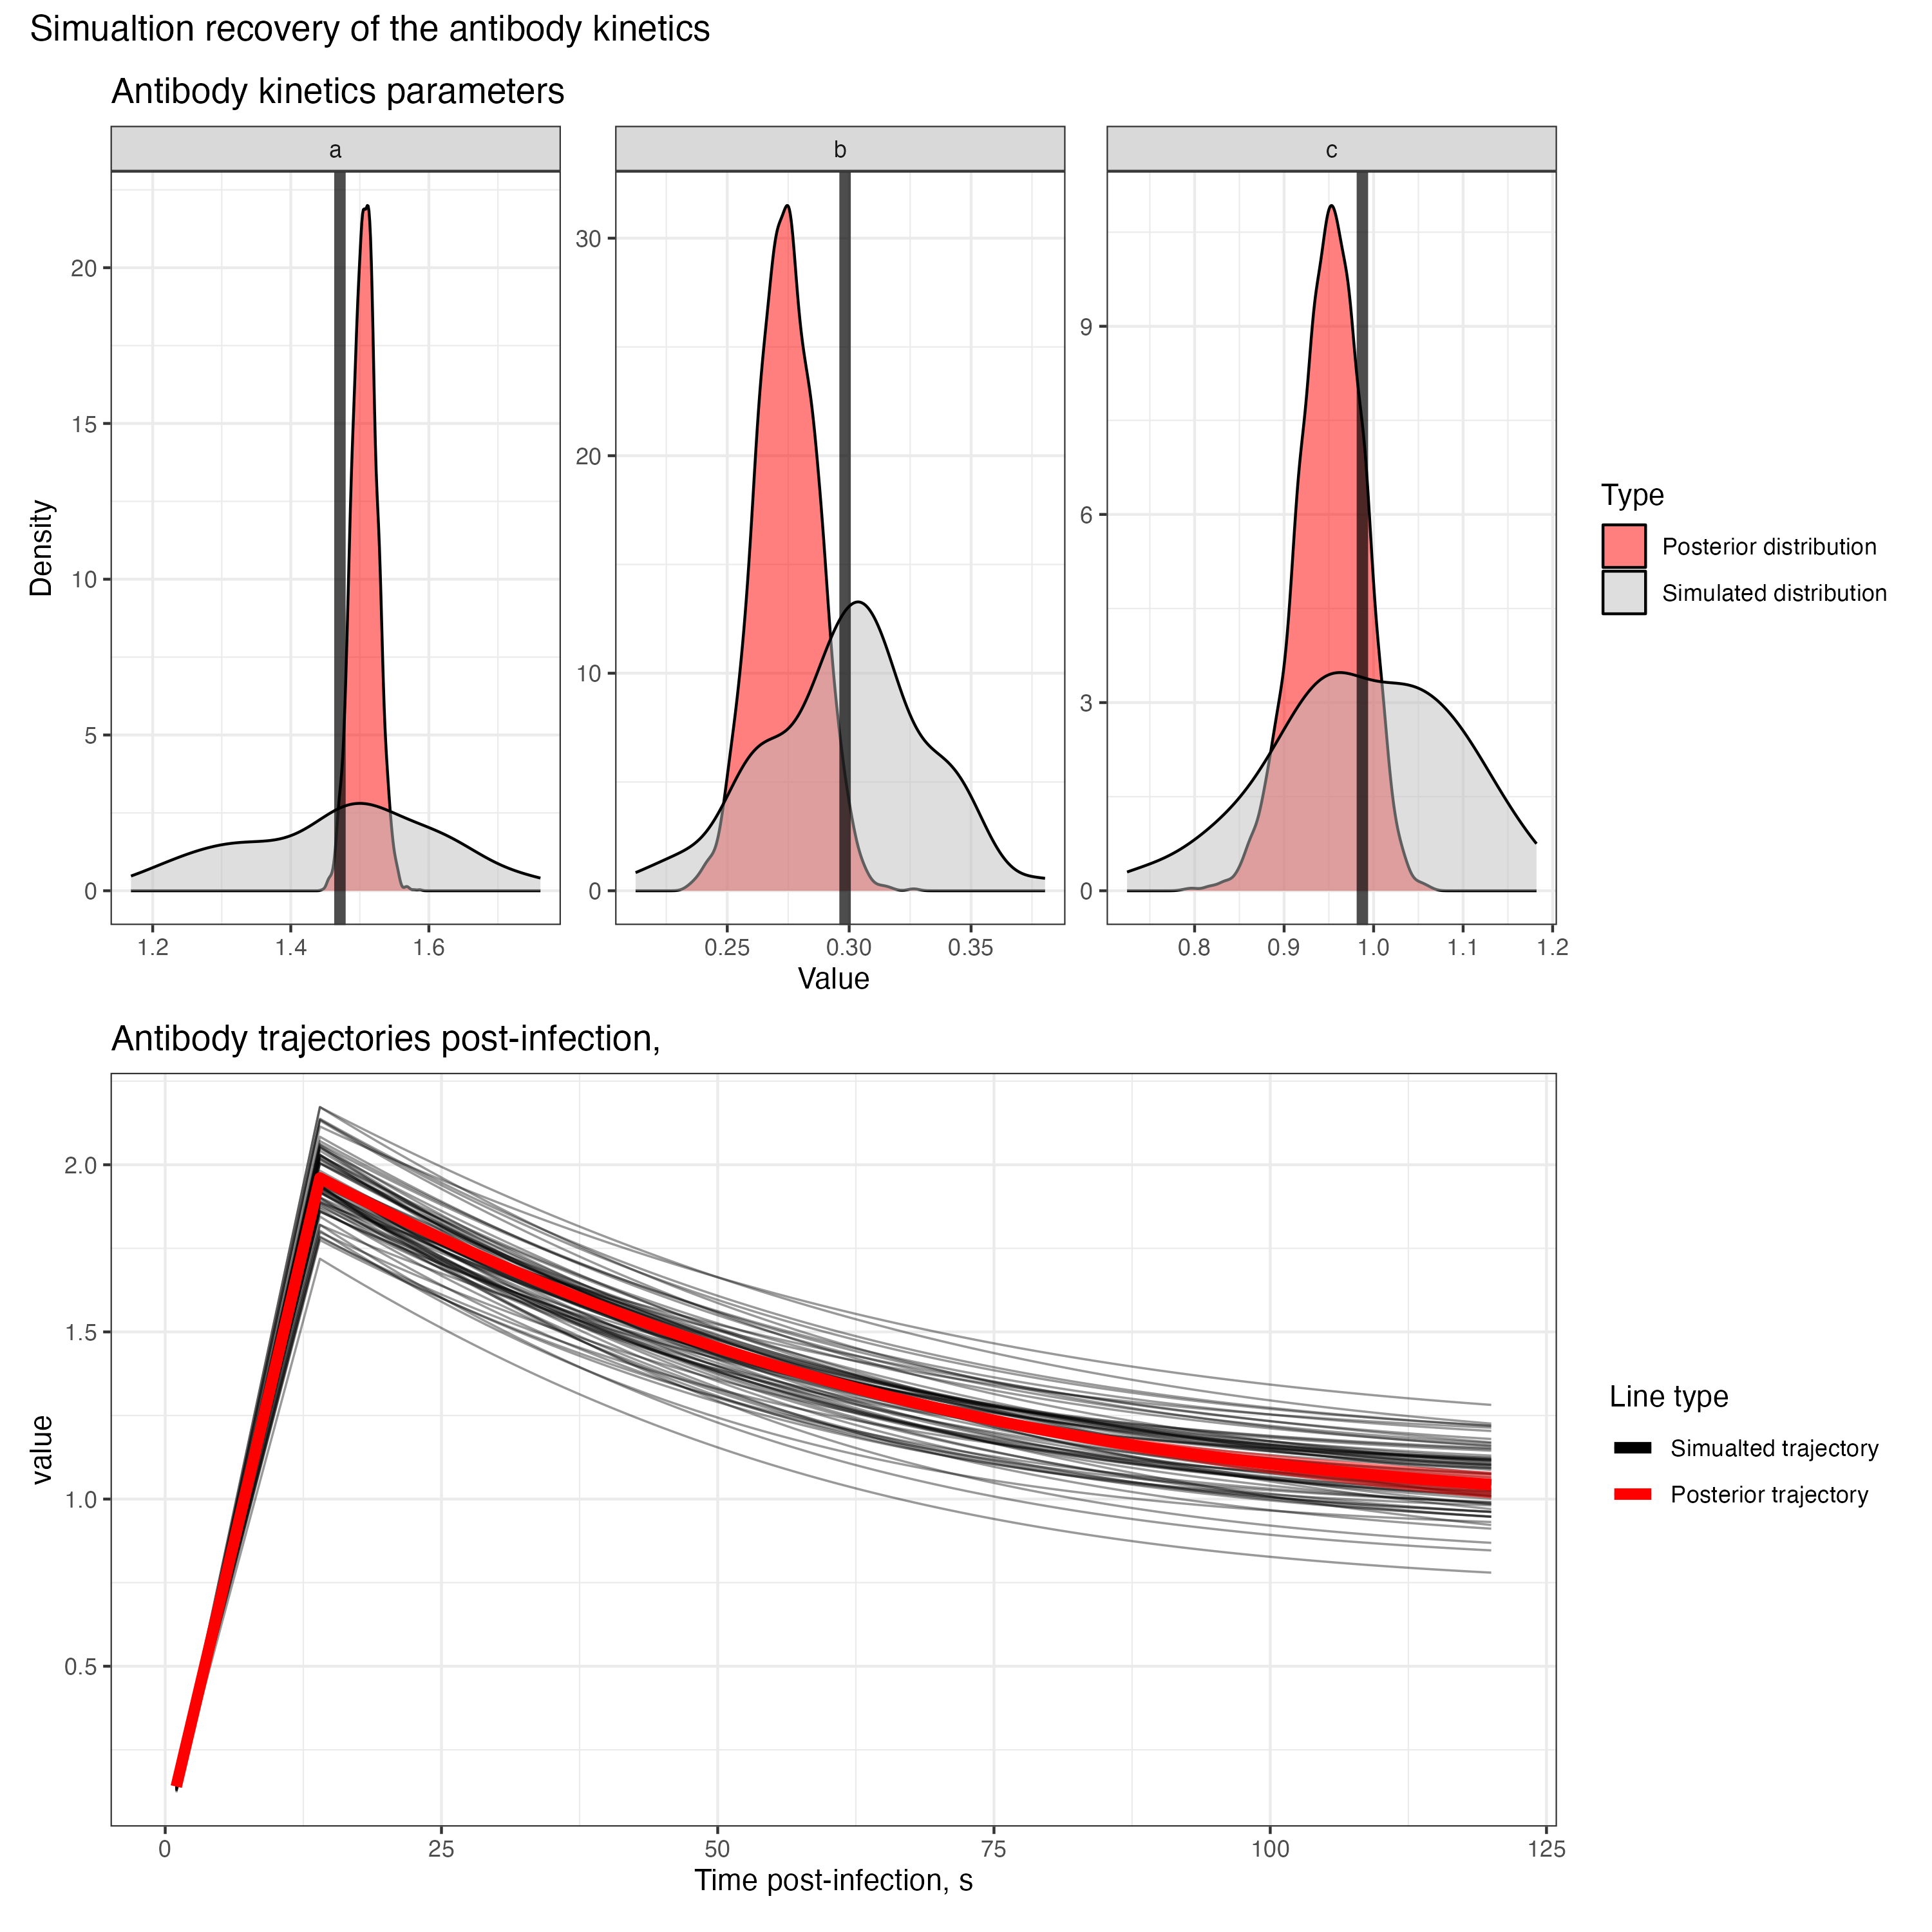 Simualtion recovery of the antibody kinetics
Antibody kinetics parameters
a
b
c
Density
20
15
10
5
0
1.2
1.4
1.6
30
20
10
0
0.25
0.30
0.35
9
6
3
0
0.8
0.9
1.0
1.1
1.2
Value
Type
Posterior distribution
Simulated distribution
Antibody trajectories post-infection,
value
2.0
1.5
1.0
0.5
0
25
50
75
100
125
Time post-infection, s
Line type
Simualted trajectory
Posterior trajectory